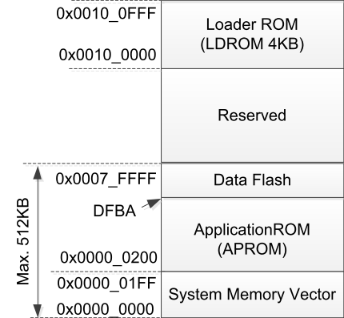 0x0010_0FFF
Loader ROM
(LDROM 4KB)
0x0010_0000
Reserved
0x0007_FFFF
Data Flash
DFBA
ApplicationROM
(APROM)
0x0000_0200
0x0000_01FF
System Memory Vector
0x0000_0000
Max. 512KB